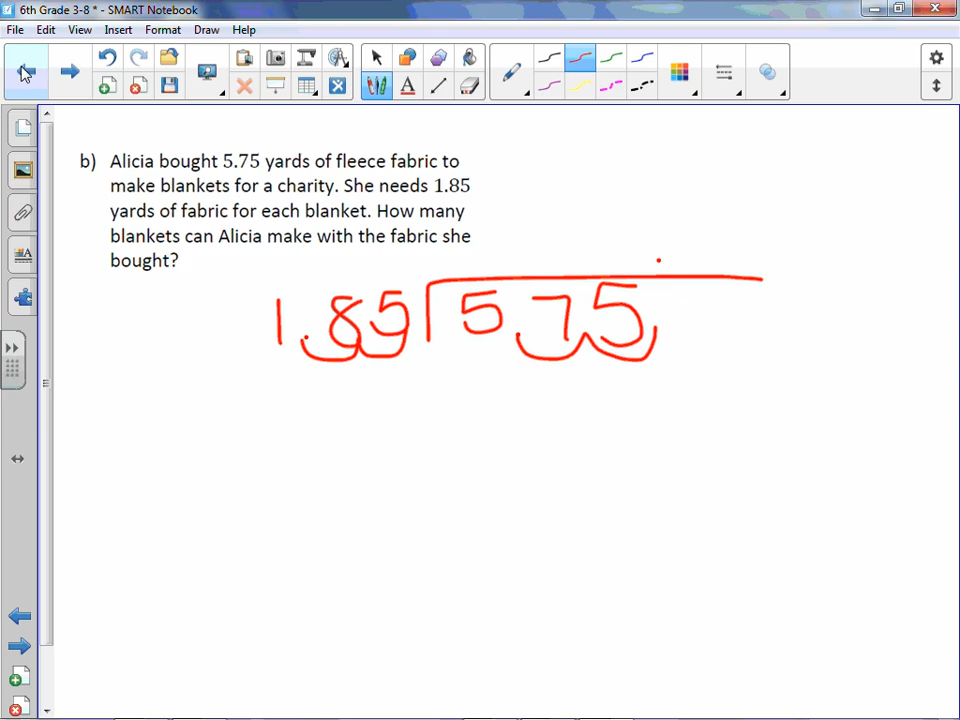 6th Grade 3-8 * - SMART Notebook
File Edit View Insert Format Draw Help
b) Alicia bought 5.75 yards of fleece fabric to
make blankets for a charity. She needs 1.85
yards of fabric for each blanket. How many
blankets can Alicia make with the fabric she
bought?
1.85 5.75.